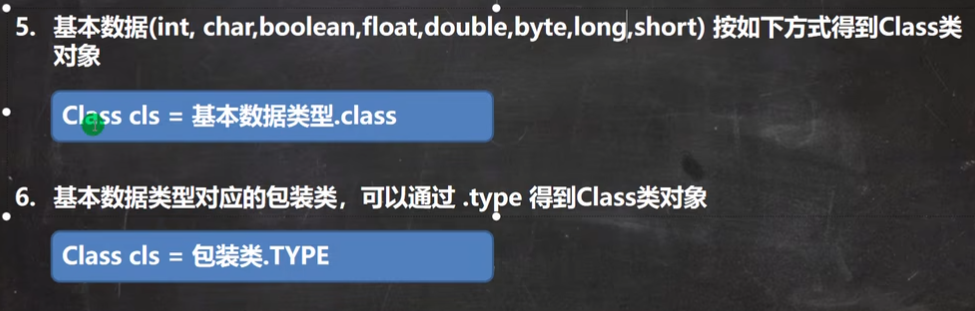 5. 基本数据(int, char,boolean,float,double,byte,long,short) 按如下方式得到Class类
对象
Class cls = 基本数据类型.class
6. 基本数据类型对应的包装类，可以通过 .type 得到Class类对象
Class cls = 包装类.TYPE